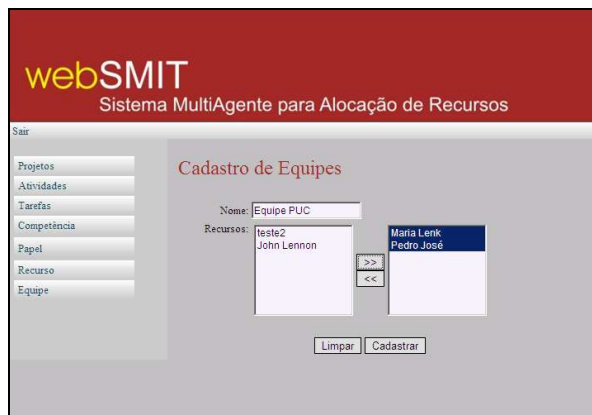 webSMIT
Sistema MultiAgente para Alocação de Recursos
Sair
Projetos
Atividades
Tarefas
Competência
Papel
Recurso
Equipe
Cadastro de Equipes
Nome: Equipe PUC
Recursos:
teste2
John Lennon
>>
<<
Maria Lenk
Pedro José
Limpar Cadastrar